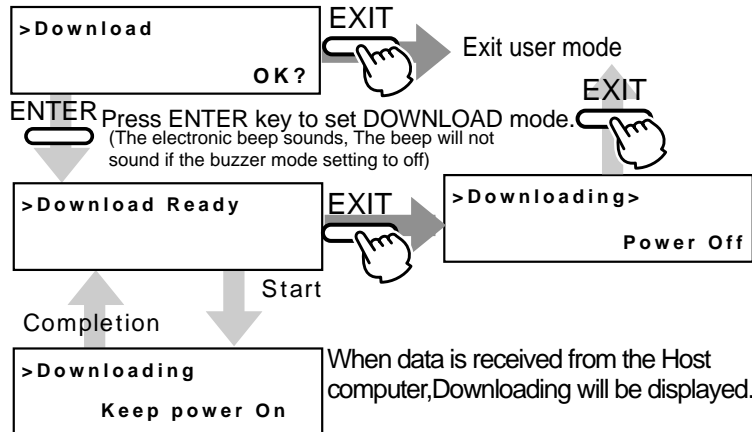 >Download
OK?
EXIT
Exit user mode
EXIT
ENTER
Press ENTER key to set DOWNLOAD mode.
(The electronic beep sounds, The beep will not
sound if the buzzer mode setting to off)
>Download Ready
EXIT
>Downloading>
Power Off
Start
Completion
>Downloading
Keep power On
When data is received from the Host
computer,Downloading will be displayed.